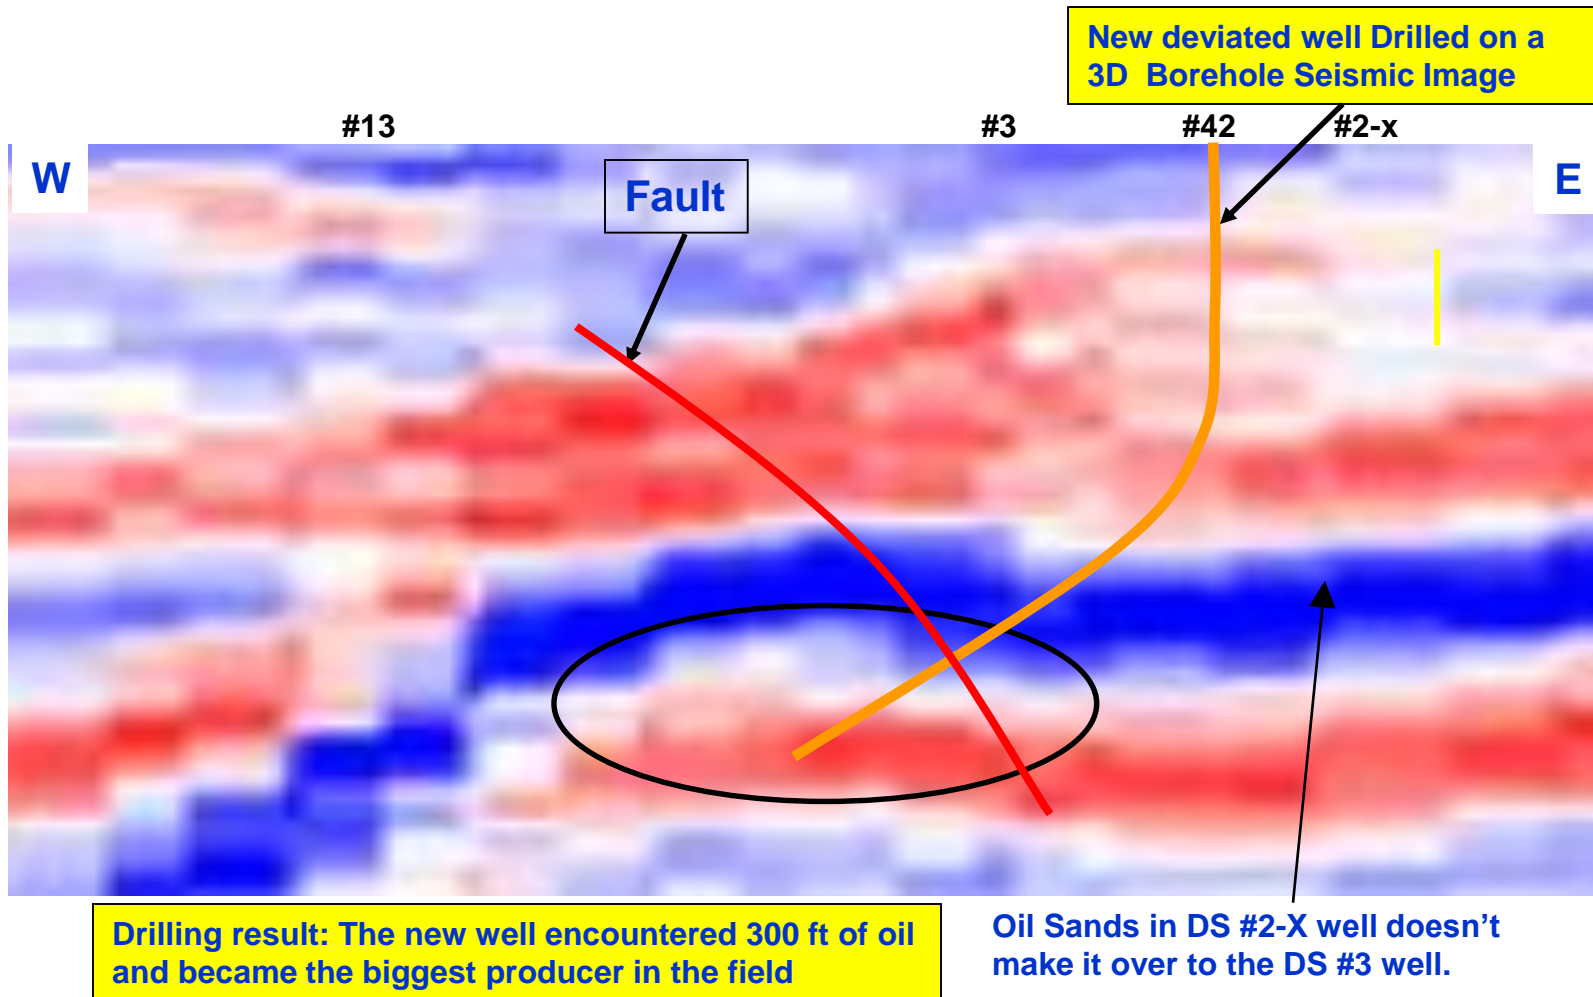 New deviated well Drilled on a
3D Borehole Seismic Image
#13
#3
#42
#2-x
W
Fault
E
Drilling result: The new well encountered 300 ft of oil
and became the biggest producer in the field
Oil Sands in DS #2-X well doesn’t
make it over to the DS #3 well.